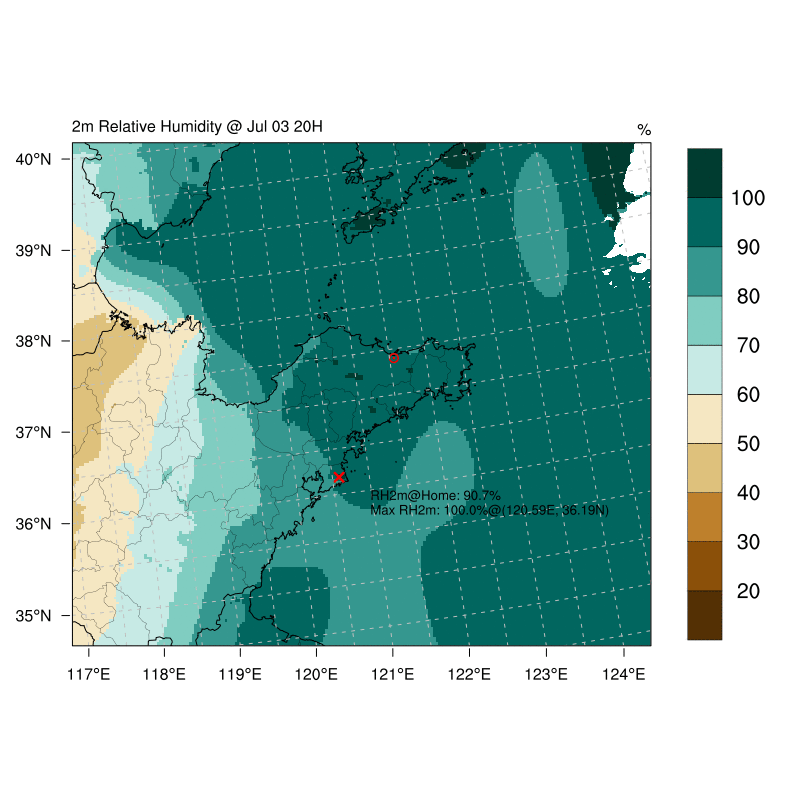 2m Relative Humidity @ Jul 03 20H
%
40°N
39°N
38°N
37°N
36°N
35°N
117°E
118°E
119°E
120°E
121°E
122°E
123°E
124°E
RH2m@Home: 90.7%
Max RH2m: 100.0%@(120.59E, 36.19N)
100
90
80
70
60
50
40
30
20